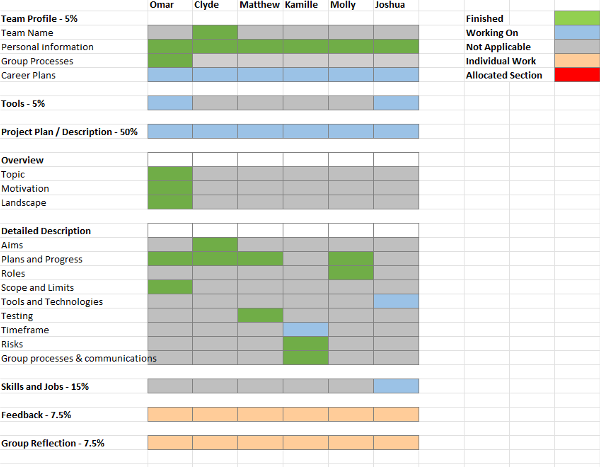 Omar Clyde Matthew Kamille Molly Joshua
Team Profile - 5% Finished
Team Name Working On
Personal Information Not Applicable
Group Processes Individual Work
Career Plans Allocated Section
Tools - 5%
Project Plan / Description - 50%
Overview
Topic
Motivation
Landscape
Detailed Description
Aims
Plans and Progress
Roles
Scope and Limits
Tools and Technologies
Testing
Timeframe
Risks
Group processes & communications
Skills and Jobs - 15%
Feedback - 7.5%
Group Reflection - 7.5%